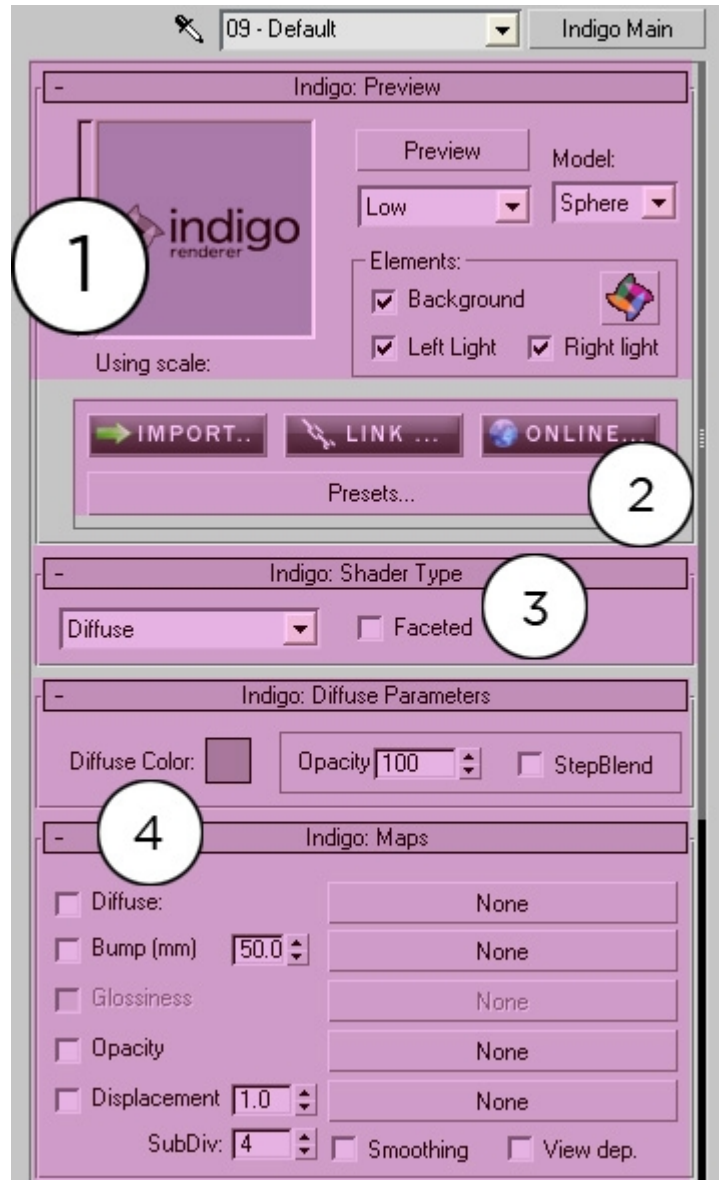 09 - Default Indigo Main
- Indigo: Preview
Preview Model:
indigo
renderer
Low Sphere
1
Elements:
Background
Left Light Right light
Using scale:
IMPORT.. LINK ... ONLINE...
Presets...
2
- Indigo: Shader Type
Diffuse Faceted
3
- Indigo: Diffuse Parameters
Diffuse Color: Opacity 100 StepBlend
4
- Indigo: Maps
Diffuse: None
Bump (mm) 50.0 None
Glossiness None
Opacity None
Displacement 1.0 None
SubDiv: 4 Smoothing View dep.